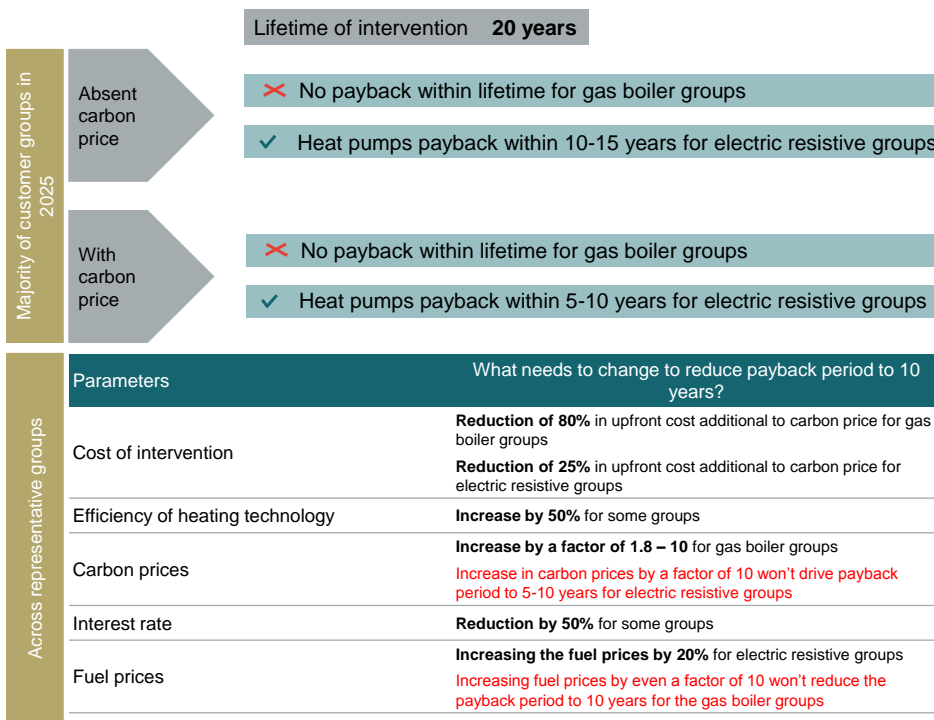 Lifetime of intervention 20 years
Majority of customer groups in
2025
Absent
carbon
price
No payback within lifetime for gas boiler groups
Heat pumps payback within 10-15 years for electric resistive groups
With
carbon
price
No payback within lifetime for gas boiler groups
Heat pumps payback within 5-10 years for electric resistive groups
Across representative groups
Parameters
What needs to change to reduce payback period to 10
years?
Cost of intervention
Reduction of 80% in upfront cost additional to carbon price for gas
boiler groups
Reduction of 25% in upfront cost additional to carbon price for
electric resistive groups
Efficiency of heating technology
Increase by 50% for some groups
Carbon prices
Increase by a factor of 1.8 – 10 for gas boiler groups
Increase in carbon prices by a factor of 10 won't drive payback
period to 5-10 years for electric resistive groups
Interest rate
Reduction by 50% for some groups
Fuel prices
Increasing the fuel prices by 20% for electric resistive groups
Increasing fuel prices by even a factor of 10 won't reduce the
payback period to 10 years for the gas boiler groups